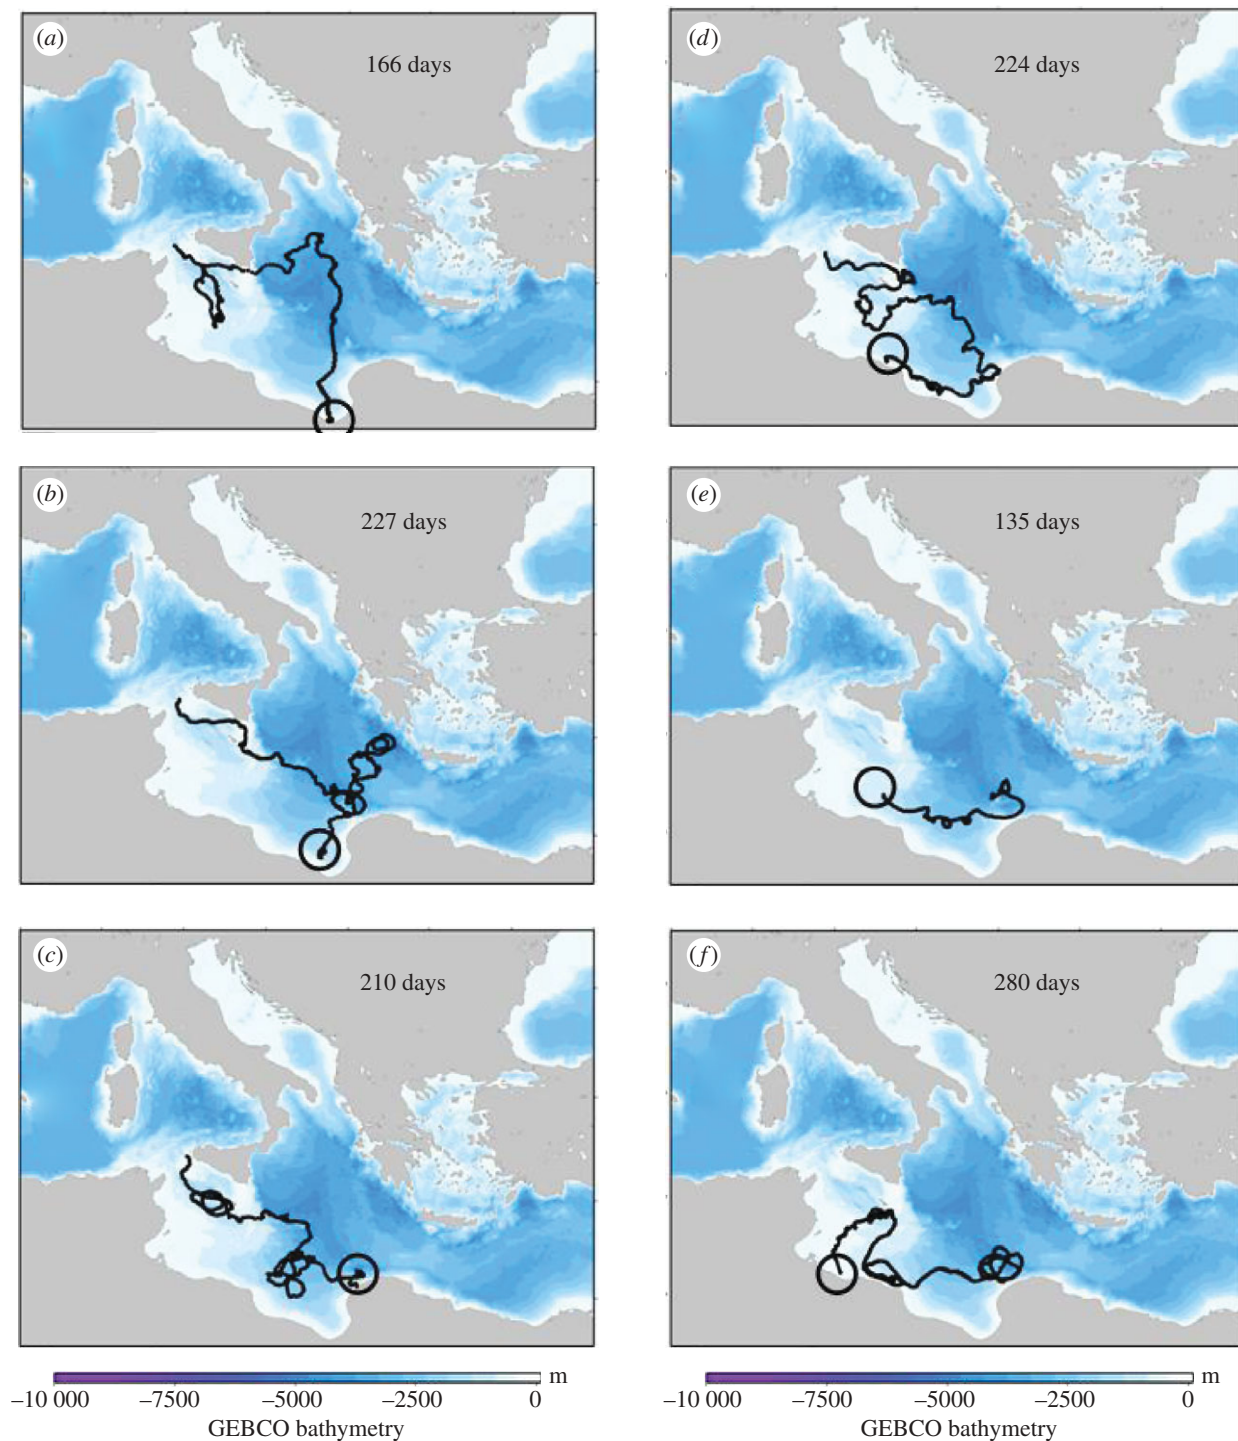 (a)
166 days
(b)
227 days
(c)
210 days
−10 000 −7500 −5000 −2500 0 m
GEBCO bathymetry
(d)
224 days
(e)
135 days
(f)
280 days
−10 000 −7500 −5000 −2500 0 m
GEBCO bathymetry